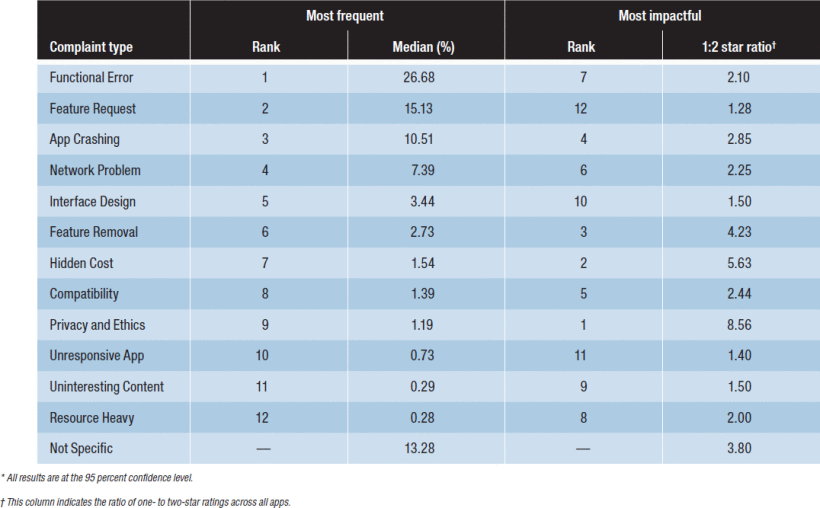 Most frequent Most impactful
Complaint type Rank Median (%) Rank 1:2 star ratio†
Functional Error 1 26.68 7 2.10
Feature Request 2 15.13 12 1.28
App Crashing 3 10.51 4 2.85
Network Problem 4 7.39 6 2.25
Interface Design 5 3.44 10 1.50
Feature Removal 6 2.73 3 4.23
Hidden Cost 7 1.54 2 5.63
Compatibility 8 1.39 5 2.44
Privacy and Ethics 9 1.19 1 8.56
Unresponsive App 10 0.73 11 1.40
Uninteresting Content 11 0.29 9 1.50
Resource Heavy 12 0.28 8 2.00
Not Specific — 13.28 — 3.80
* All results are at the 95 percent confidence level.
† This column indicates the ratio of one- to two-star ratings across all apps.